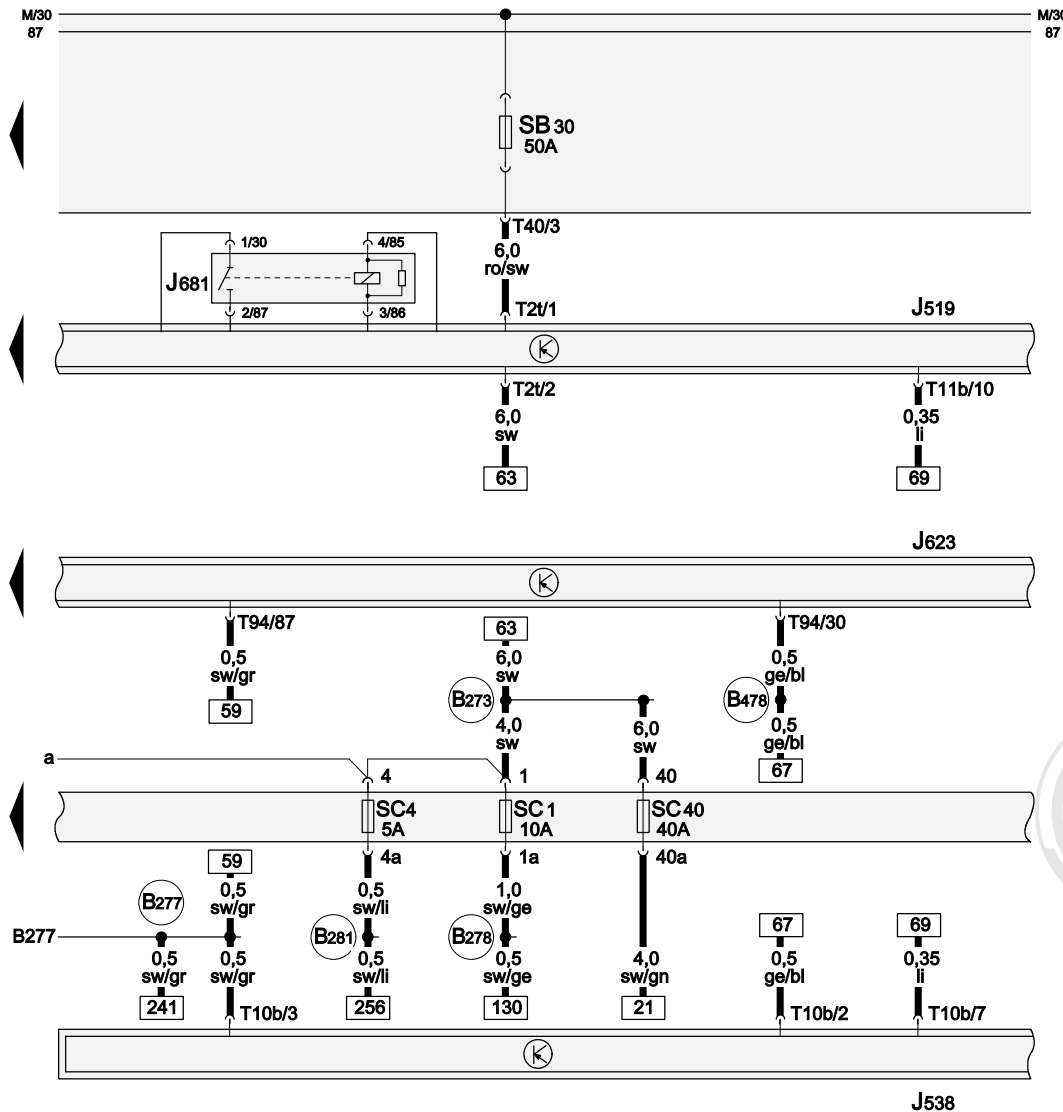 M/30 M/30
87 87
SB 30
50A
T40/3
6,0
ro/sw
1/30 4/85
J681
2/87 3/86
T2t/1
J519
T2t/2
6,0
sw
63
T11b/10
0,35
li
69
J623
T94/87
0,5
sw/gr
59
63
6,0
sw
B273
4,0
sw
6,0
sw
T94/30
0,5
ge/bl
B478
0,5
ge/bl
67
a
4 1 40
SC4
5A
SC 1
10A
SC 40
40A
4a 1a 40a
59
0,5
sw/gr
B277
B277
0,5
sw/gr
241
0,5
sw/gr
T10b/3
0,5
sw/li
B281
0,5
sw/li
256
1,0
sw/ge
B278
0,5
sw/ge
130
4,0
sw/gn
21
67
0,5
ge/bl
T10b/2
69
0,35
li
T10b/7
J538